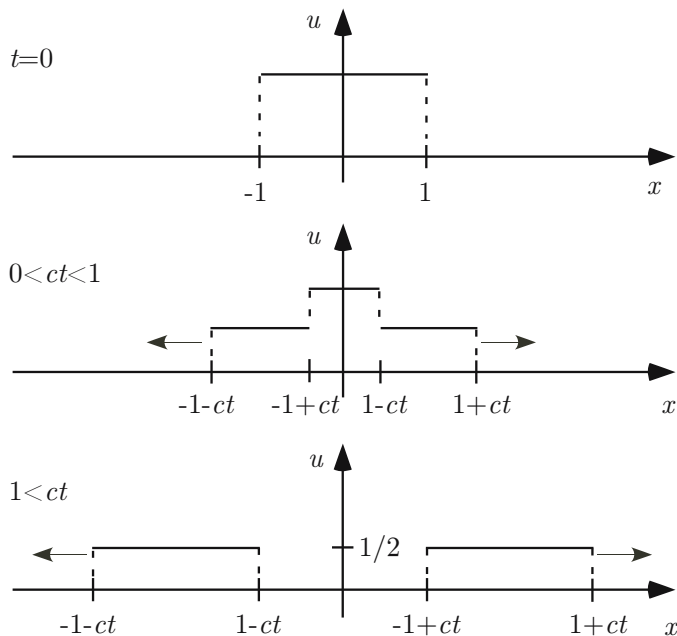 u
t=0
-1 1 x
u
0<ct<1
-1-ct -1+ct 1-ct 1+ct x
u
1<ct
1/2
-1-ct 1-ct -1+ct 1+ct x